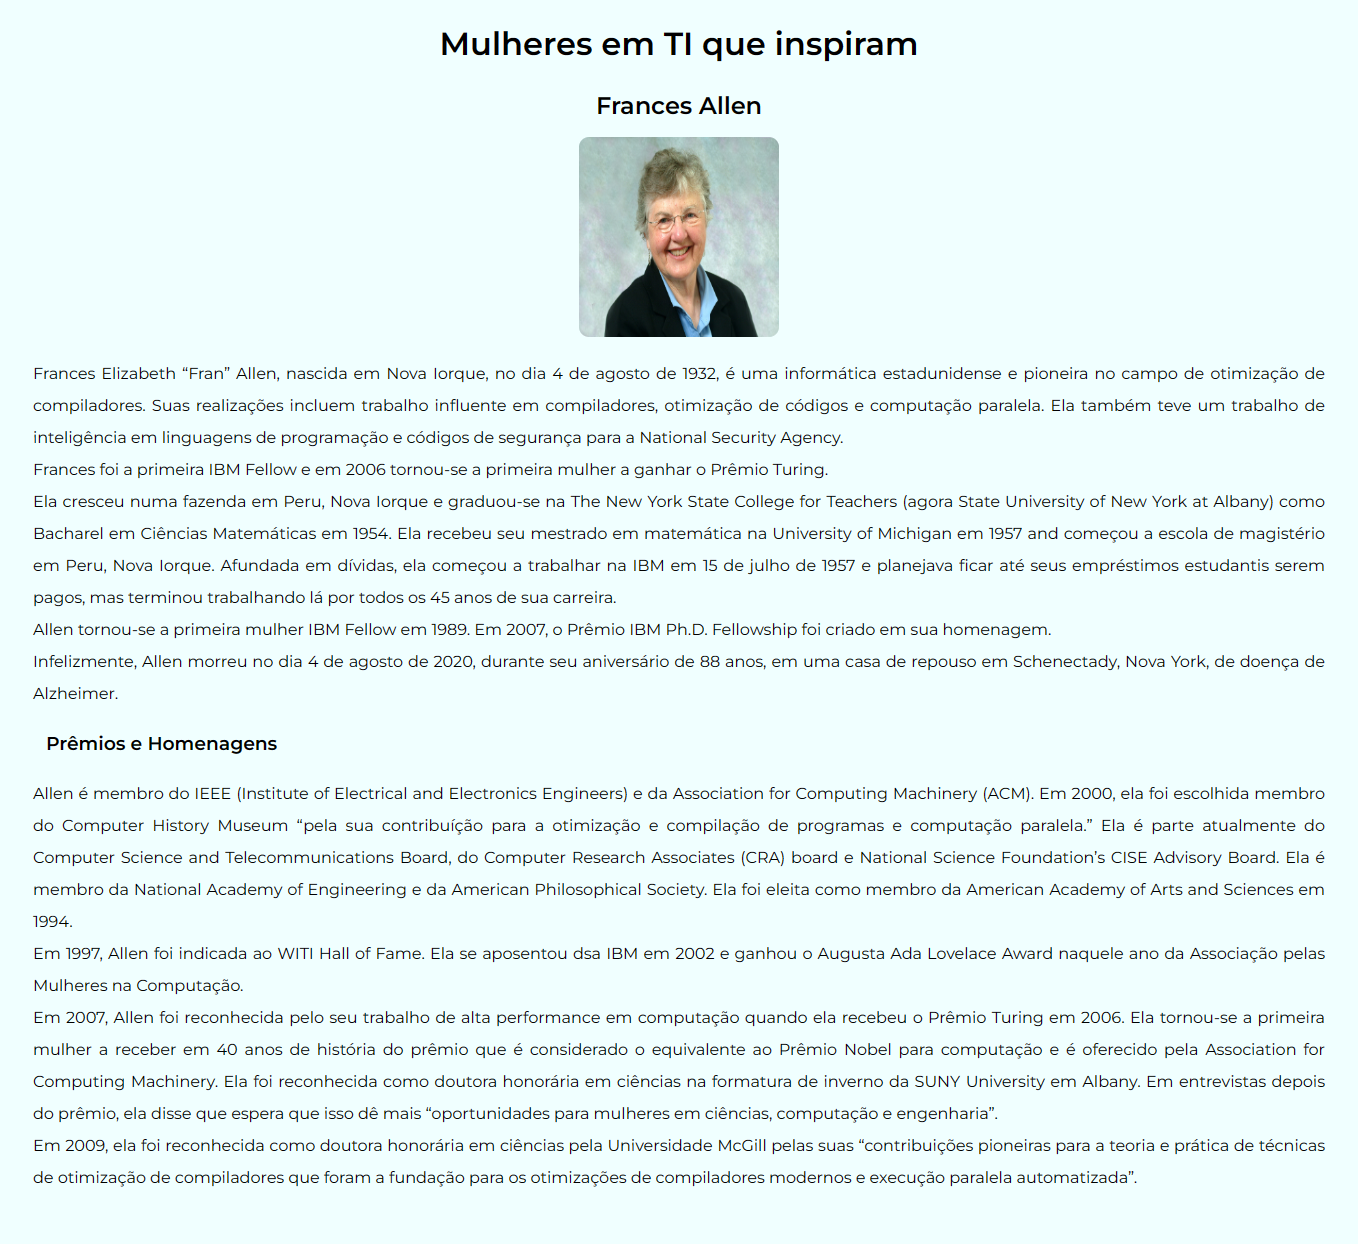 Mulheres em TI que inspiram
Frances Allen
Frances Elizabeth “Fran” Allen, nascida em Nova Iorque, no dia 4 de agosto de 1932, é uma informática estadunidense e pioneira no campo de otimização de
compiladores. Suas realizações incluem trabalho influente em compiladores, otimização de códigos e computação paralela. Ela também teve um trabalho de
inteligência em linguagens de programação e códigos de segurança para a National Security Agency.
Frances foi a primeira IBM Fellow e em 2006 tornou-se a primeira mulher a ganhar o Prêmio Turing.
Ela cresceu numa fazenda em Peru, Nova Iorque e graduou-se na The New York State College for Teachers (agora State University of New York at Albany) como
Bacharel em Ciências Matemáticas em 1954. Ela recebeu seu mestrado em matemática na University of Michigan em 1957 and começou a escola de magistério
em Peru, Nova Iorque. Afundada em dívidas, ela começou a trabalhar na IBM em 15 de julho de 1957 e planejava ficar até seus empréstimos estudantis serem
pagos, mas terminou trabalhando lá por todos os 45 anos de sua carreira.
Allen tornou-se a primeira mulher IBM Fellow em 1989. Em 2007, o Prêmio IBM Ph.D. Fellowship foi criado em sua homenagem.
Infelizmente, Allen morreu no dia 4 de agosto de 2020, durante seu aniversário de 88 anos, em uma casa de repouso em Schenectady, Nova York, de doença de
Alzheimer.
Prêmios e Homenagens
Allen é membro do IEEE (Institute of Electrical and Electronics Engineers) e da Association for Computing Machinery (ACM). Em 2000, ela foi escolhida membro
do Computer History Museum “pela sua contribuíção para a otimização e compilação de programas e computação paralela.” Ela é parte atualmente do
Computer Science and Telecommunications Board, do Computer Research Associates (CRA) board e National Science Foundation’s CISE Advisory Board. Ela é
membro da National Academy of Engineering e da American Philosophical Society. Ela foi eleita como membro da American Academy of Arts and Sciences em
1994.
Em 1997, Allen foi indicada ao WITI Hall of Fame. Ela se aposentou dsa IBM em 2002 e ganhou o Augusta Ada Lovelace Award naquele ano da Associação pelas
Mulheres na Computação.
Em 2007, Allen foi reconhecida pelo seu trabalho de alta performance em computação quando ela recebeu o Prêmio Turing em 2006. Ela tornou-se a primeira
mulher a receber em 40 anos de história do prêmio que é considerado o equivalente ao Prêmio Nobel para computação e é oferecido pela Association for
Computing Machinery. Ela foi reconhecida como doutora honorária em ciências na formatura de inverno da SUNY University em Albany. Em entrevistas depois
do prêmio, ela disse que espera que isso dê mais “oportunidades para mulheres em ciências, computação e engenharia”.
Em 2009, ela foi reconhecida como doutora honorária em ciências pela Universidade McGill pelas suas “contribuições pioneiras para a teoria e prática de técnicas
de otimização de compiladores que foram a fundação para os otimizações de compiladores modernos e execução paralela automatizada”.